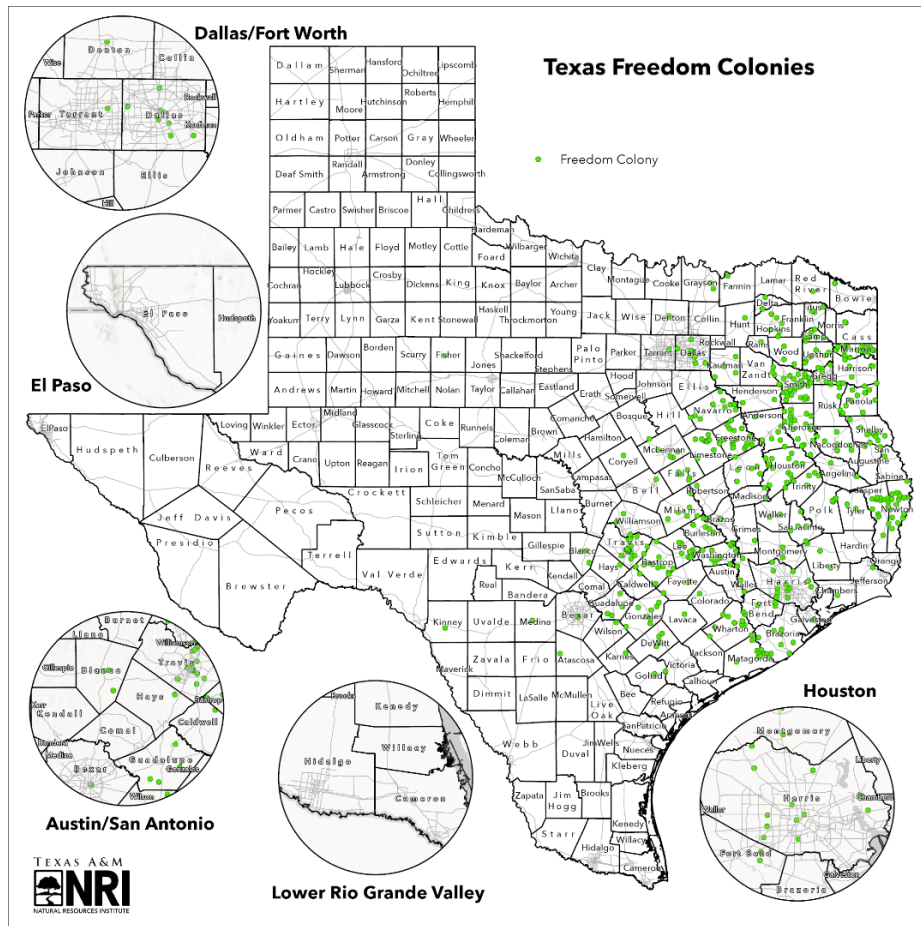 Dallas/Fort Worth
Texas Freedom Colonies
Freedom Colony
Denton
Wise
Collin
Rockwall
Parker
Tarrant
Dallas
Kaufman
Johnson
Ellis
Hill
El Paso
Hudspeth
El Paso
Dallam
Sherman
Hansford
Ochiltree
Lipscomb
Hartley
Moore
Hutchinson
Roberts
Hemphill
Oldham
Potter
Carson
Gray
Wheeler
Deaf Smith
Randall
Armstrong
Donley
Collingsworth
Parmer
Castro
Swisher
Briscoe
Hall
Childress
Hardeman
Bailey
Lamb
Hale
Floyd
Motley
Cottle
Foard
Wilbarger
Wichita
Clay
Montague
Cooke
Grayson
Fannin
Lamar
Red River
Bowie
Cochran
Hockley
Lubbock
Crosby
Dickens
King
Knox
Baylor
Archer
Jack
Wise
Denton
Collin
Hunt
Delta
Hopkins
Franklin
Titus
Morris
Cass
Yoakum
Terry
Lynn
Garza
Kent
Stonewall
Haskell
Throckmorton
Young
Palo Pinto
Parker
Tarrant
Dallas
Rockwall
Kaufman
Rains
Van Zandt
Wood
Camp
Upshur
Marion
Harrison
Gregg
Smith
Gaines
Dawson
Borden
Scurry
Fisher
Jones
Shackelford
Stephens
Hood
Johnson
Ellis
Henderson
Rusk
Panola
Andrews
Martin
Howard
Mitchell
Nolan
Taylor
Callahan
Eastland
Erath
Somervell
Bosque
Hill
Navarro
Anderson
Cherokee
Shelby
Nacogdoches
San Augustine
Sabine
Loving
Winkler
Ector
Midland
Glasscock
Sterling
Coke
Runnels
Coleman
Brown
Comanche
Hamilton
McLennan
Limestone
Freestone
Leon
Houston
Angelina
Trinity
ElPaso
Hudspeth
Culberson
Reeves
Ward
Crane
Upton
Reagan
Irion
Tom Green
Concho
McCulloch
Mills
SanSaba
Lampasas
Coryell
Bell
Falls
Robertson
Madison
Walker
Polk
Tyler
Jasper
Newton
Jeff Davis
Pecos
Crockett
Schleicher
Menard
Mason
Llano
Burnet
Williamson
Milam
Brazos
Burleson
Grimes
SanJacinto
Montgomery
Hardin
Liberty
Orange
Jefferson
Presidio
Brewster
Terrell
Sutton
Kimble
Gillespie
Blanco
Travis
Hays
Lee
Bastrop
Washington
Austin
Waller
Harris
Chambers
Val Verde
Edwards
Kerr
Kendall
Comal
Caldwell
Fayette
Colorado
Fort Bend
Galveston
Real
Bandera
Bexar
Guadalupe
Gonzales
Lavaca
Wharton
Brazoria
Kinney
Uvalde
Medina
Wilson
Karnes
DeWitt
Jackson
Matagorda
Maverick
Zavala
Frio
Atascosa
Goliad
Victoria
Calhoun
Dimmit
LaSalle
McMullen
Live Oak
Bee
Refugio
SanPatricio
Webb
Duval
JimWells
Nueces
Kleberg
Zapata
Jim Hogg
Brooks
Kenedy
Starr
Hidalgo
Willacy
Cameron
Burnet
Llano
Williamson
Gillespie
Blanco
Travis
Kerr
Kendall
Hays
Bastrop
Comal
Caldwell
Bandera
Medina
Guadalupe
Gonzales
Bexar
Wilson
Austin/San Antonio
Brooks
Kenedy
Willacy
Hidalgo
Cameron
Lower Rio Grande Valley
Houston
Montgomery
Liberty
Harris
Chambers
Waller
Fort Bend
Galveston
Brazoria
TEXAS A&M
NRI
NATURAL RESOURCES INSTITUTE